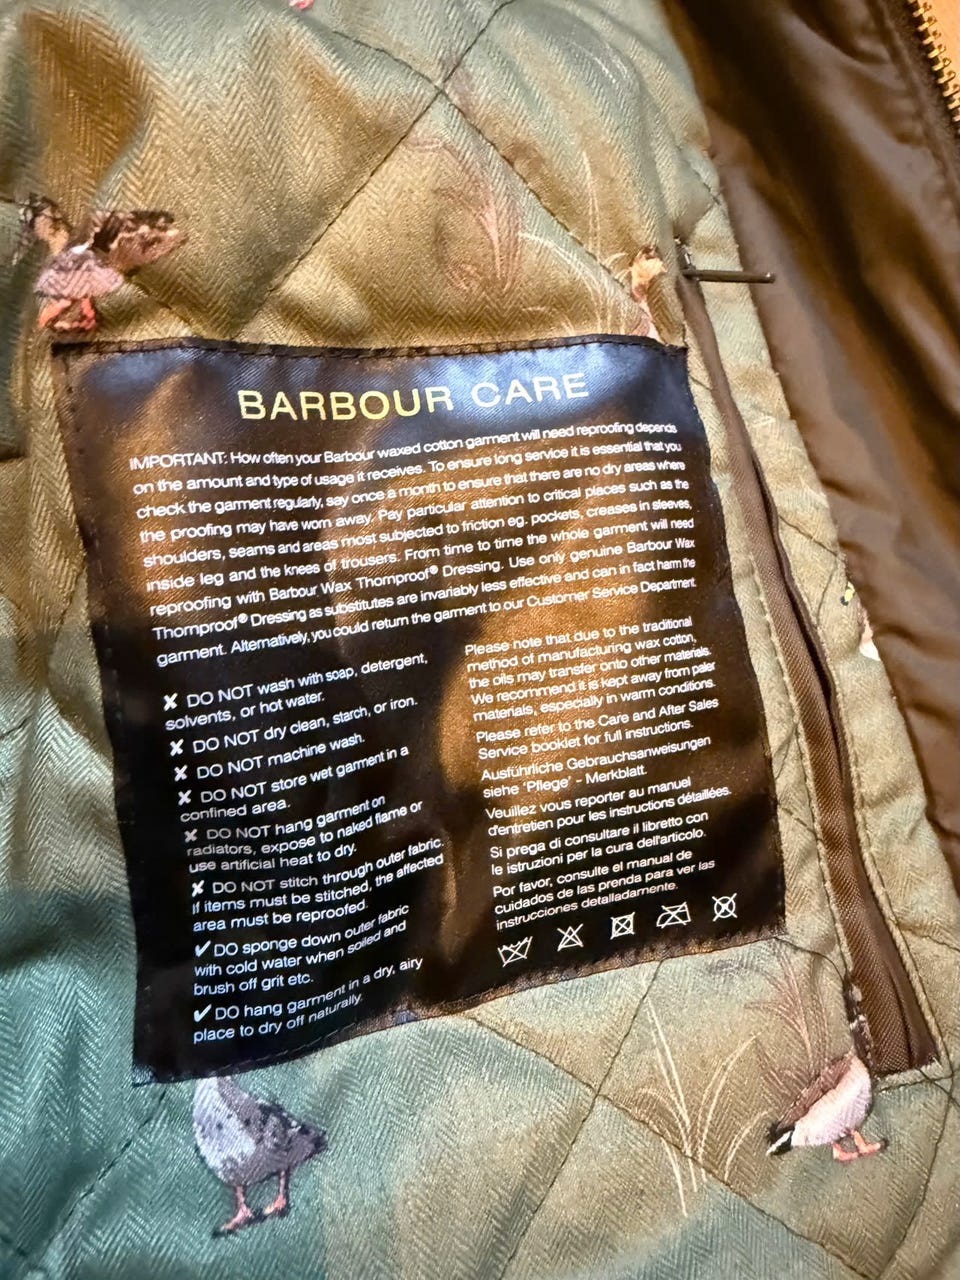 BARBOUR CARE
IMPORTANT: How often your Barbour waxed cotton garment will need reproofing depends
on the amount and type of usage it receives. To ensure long service it is essential that you
check the garment regularly, say once a month to ensure that there are no dry areas where
the proofing may have worn away. Pay particular attention to critical places such as the
shoulders, seams and areas most subjected to friction eg. pockets, creases in sleeves,
inside leg and the knees of trousers. From time to time the whole garment will need
reproofing with Barbour Wax Thornproof® Dressing. Use only genuine Barbour Wax
Thornproof® Dressing as substitutes are invariably less effective and can in fact harm the
garment. Alternatively, you could return the garment to our Customer Service Department.
✘ DO NOT wash with soap, detergent,
solvents, or hot water.
✘ DO NOT dry clean, starch, or iron.
✘ DO NOT machine wash.
✘ DO NOT store wet garment in a
confined area.
✘ DO NOT hang garment on
radiators, expose to naked flame or
use artificial heat to dry.
✘ DO NOT stitch through outer fabric.
If items must be stitched, the affected
area must be reproofed.
✔ DO sponge down outer fabric
with cold water when soiled and
brush off grit etc.
✔ DO hang garment in a dry, airy
place to dry off naturally.
Please note that due to the traditional
method of manufacturing wax cotton,
the oils may transfer onto other materials.
We recommend it is kept away from paler
materials, especially in warm conditions.
Please refer to the Care and After Sales
Service booklet for full instructions.
Ausführliche Gebrauchsanweisungen
siehe 'Pflege' - Merkblatt.
Veuillez vous reporter au manuel
d'entretien pour les instructions détaillées.
Si prega di consultare il libretto con
le istruzioni per la cura dell'articolo.
Por favor, consulte el manual de
cuidados de las prenda para ver las
instrucciones detalladamente.